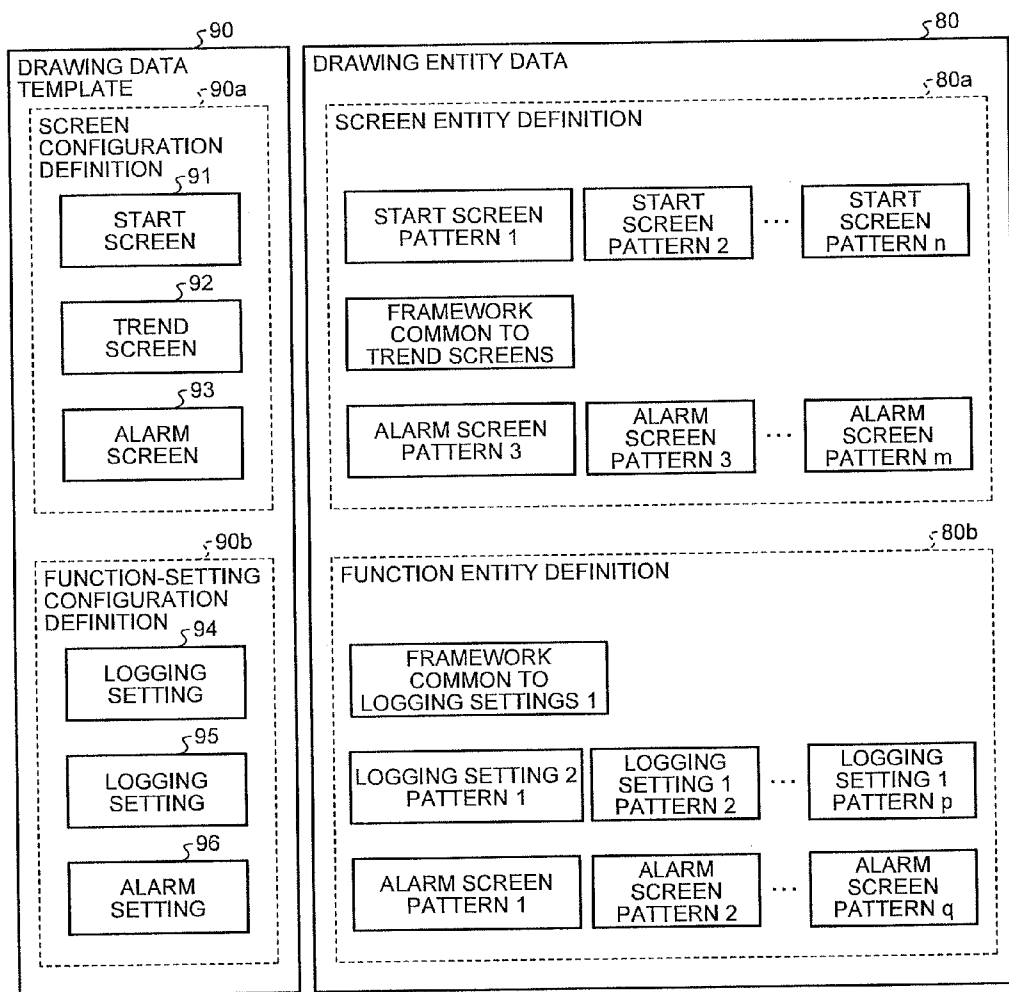 90
DRAWING DATA
TEMPLATE
90a
SCREEN
CONFIGURATION
DEFINITION
91
START
SCREEN
92
TREND
SCREEN
93
ALARM
SCREEN
90b
FUNCTION-SETTING
CONFIGURATION
DEFINITION
94
LOGGING
SETTING
95
LOGGING
SETTING
96
ALARM
SETTING
80
DRAWING ENTITY DATA
80a
SCREEN ENTITY DEFINITION
START SCREEN
PATTERN 1
START
SCREEN
PATTERN 2
...
START
SCREEN
PATTERN n
FRAMEWORK
COMMON TO
TREND SCREENS
ALARM SCREEN
PATTERN 3
ALARM
SCREEN
PATTERN 3
...
ALARM
SCREEN
PATTERN m
80b
FUNCTION ENTITY DEFINITION
FRAMEWORK
COMMON TO
LOGGING SETTINGS 1
LOGGING SETTING 2
PATTERN 1
LOGGING
SETTING 1
PATTERN 2
...
LOGGING
SETTING 1
PATTERN p
ALARM SCREEN
PATTERN 1
ALARM
SCREEN
PATTERN 2
...
ALARM
SCREEN
PATTERN q